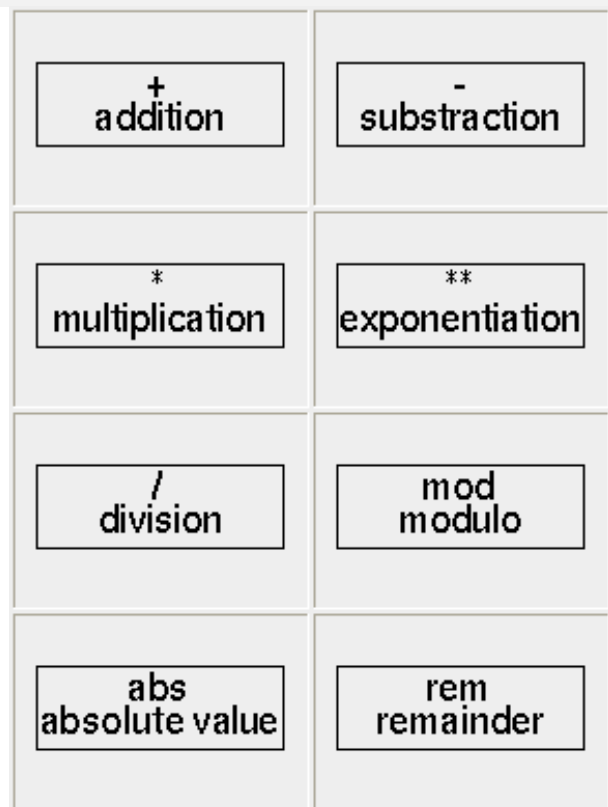 +
addition
-
substraction
*
multiplication
**
exponentiation
/
division
mod
modulo
abs
absolute value
rem
remainder